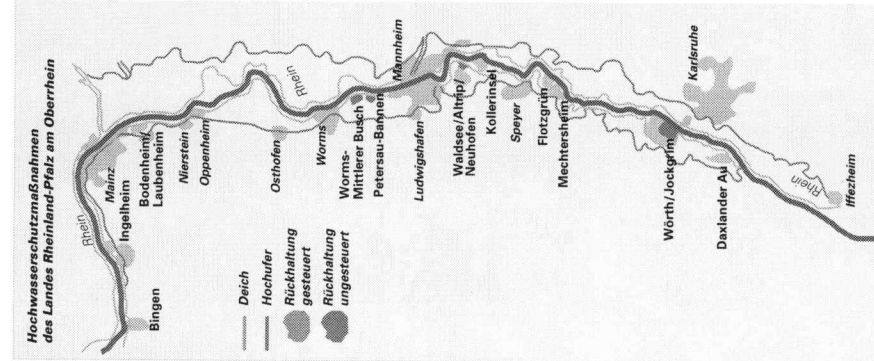 Hochwasserschutzmaßnahmen
des Landes Rheinland-Pfalz am Oberrhein
Rhein
Mainz
Ingelheim
Bingen
Bodenheim/
Laubenheim
Nierstein
Oppenheim
Rhein
Osthofen
Worms
Worms-
Mittlerer Busch
Petersau-Bannen
Mannheim
Ludwigshafen
Waldsee/Altrip/
Neuhofen
Kollerinsel
Speyer
Flotzgrün
Mechtersheim
Karlsruhe
Wörth/Jockgrim
Daxlander Au
Rhein
Iffezheim
Deich
Hochufer
Rückhaltung
gesteuert
Rückhaltung
ungesteuert